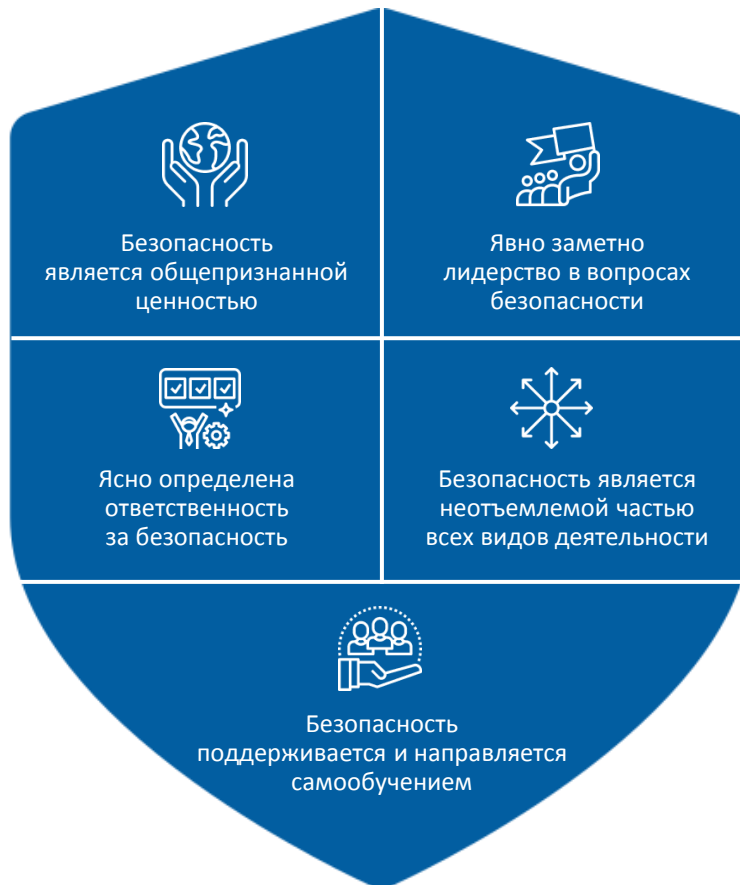 Безопасность
является общепризнанной
ценностью
Явно заметно
лидерство в вопросах
безопасности
Ясно определена
ответственность
за безопасность
Безопасность является
неотъемлемой частью
всех видов деятельности
Безопасность
поддерживается и направляется
самообучением